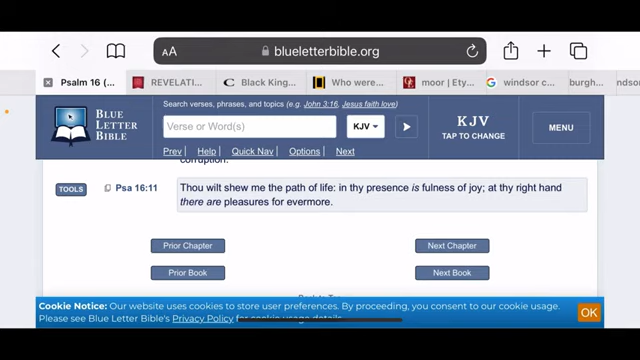 AA
blueletterbible.org
Psalm 16 (...
REVELATI...
Black King...
Who were...
moor | Ety...
windsor c...
burgh...
ndsor
BLUE
LETTER
BIBLE
Search verses, phrases, and topics (e.g. John 3:16, Jesus faith love)
Verse or Word(s)
KJV
KJV
TAP TO CHANGE
MENU
Prev | Help | Quick Nav | Options | Next
corruption.
TOOLS
Psa 16:11
Thou wilt shew me the path of life: in thy presence is fulness of joy; at thy right hand
there are pleasures for evermore.
Prior Chapter
Next Chapter
Prior Book
Next Book
Cookie Notice: Our website uses cookies to store user preferences. By proceeding, you consent to our cookie usage.
Please see Blue Letter Bible's Privacy Policy for cookie usage details.
OK